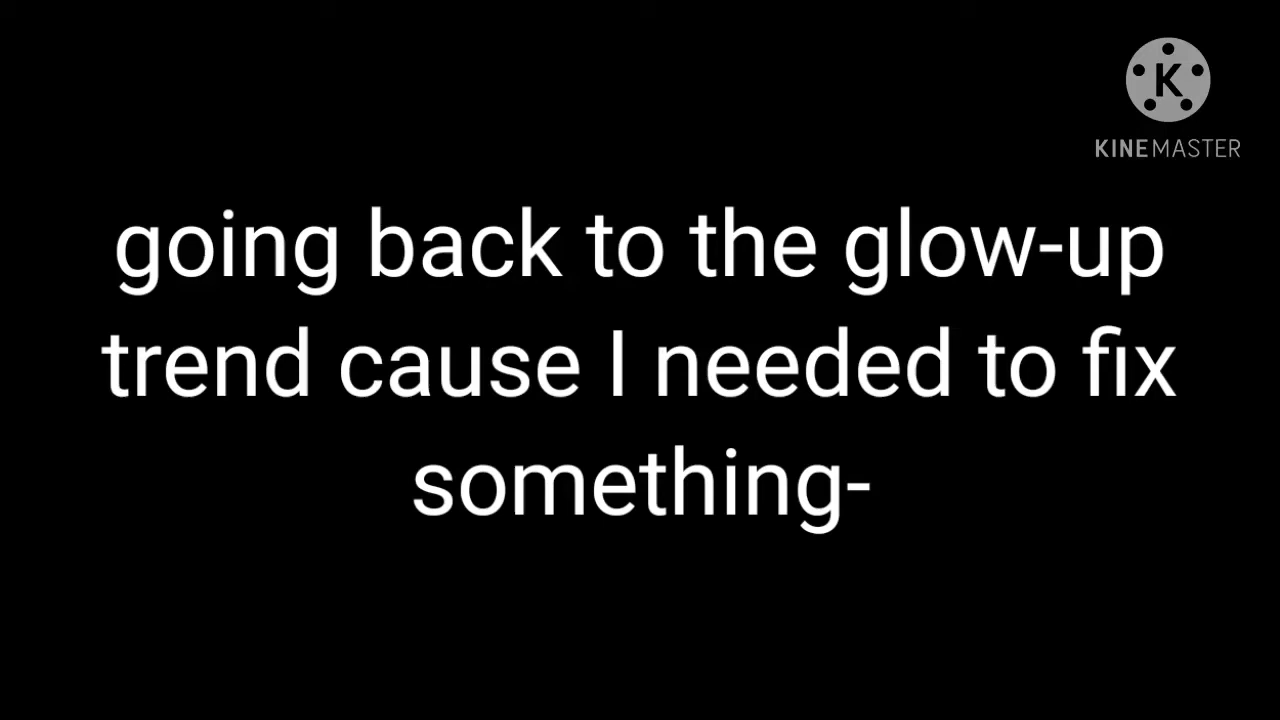 K
KINEMASTER
going back to the glow-up
trend cause I needed to fix
something-